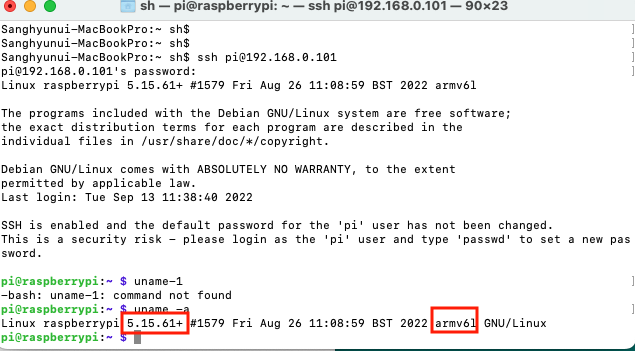 sh — pi@raspberrypi: ~ — ssh pi@192.168.0.101 — 90×23
Sanghyunui-MacBookPro:~ sh$
Sanghyunui-MacBookPro:~ sh$
Sanghyunui-MacBookPro:~ sh$ ssh pi@192.168.0.101
pi@192.168.0.101's password:
Linux raspberrypi 5.15.61+ #1579 Fri Aug 26 11:08:59 BST 2022 armv6l
The programs included with the Debian GNU/Linux system are free software;
the exact distribution terms for each program are described in the
individual files in /usr/share/doc/*/copyright.
Debian GNU/Linux comes with ABSOLUTELY NO WARRANTY, to the extent
permitted by applicable law.
Last login: Tue Sep 13 11:38:40 2022
SSH is enabled and the default password for the 'pi' user has not been changed.
This is a security risk - please login as the 'pi' user and type 'passwd' to set a new pas
sword.
pi@raspberrypi:~ $ uname-1
-bash: uname-1: command not found
pi@raspberrypi:~ $ uname -a
Linux raspberrypi 5.15.61+ #1579 Fri Aug 26 11:08:59 BST 2022 armv6l GNU/Linux
pi@raspberrypi:~ $